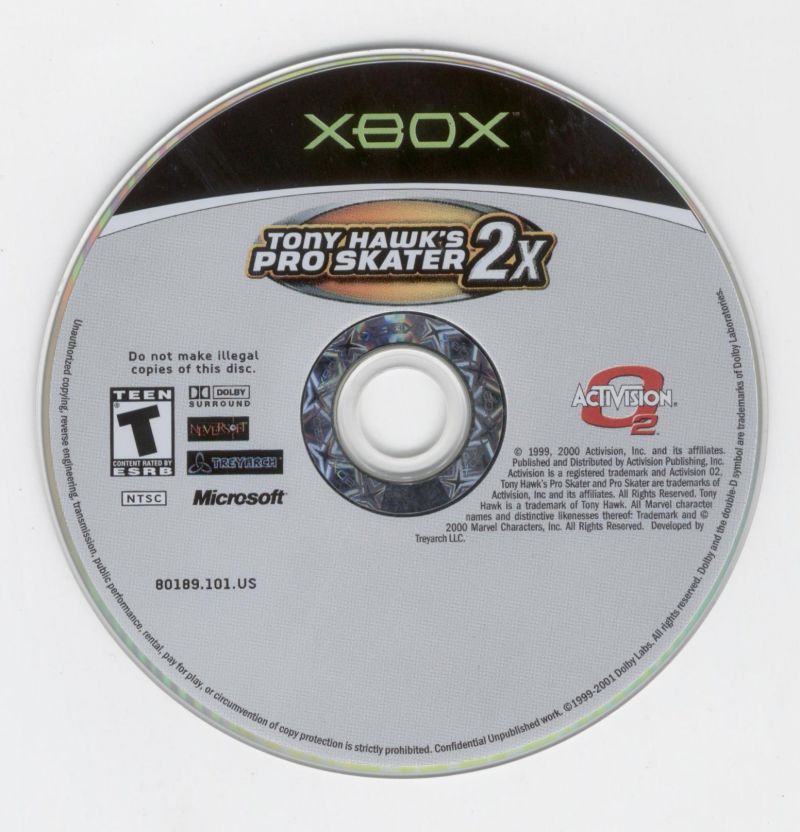 XBOX™
TONY HAWK'S
PRO SKATER 2X
Do not make illegal
copies of this disc.
TEEN
T
CONTENT RATED BY
ESRB
DOLBY
SURROUND
NEVERSOFT
TREYARCH
NTSC
Microsoft
80189.101.US
ACTIVISION.
O2
© 1999, 2000 Activision, Inc. and its affiliates.
Published and Distributed by Activision Publishing, Inc.
Activision is a registered trademark and Activision O2,
Tony Hawk's Pro Skater and Pro Skater are trademarks of
Activision, Inc and its affiliates. All Rights Reserved. Tony
Hawk is a trademark of Tony Hawk. All Marvel character
names and distinctive likenesses thereof: Trademark and ©
2000 Marvel Characters, Inc. All Rights Reserved. Developed by
Treyarch LLC.
Unauthorized copying, reverse engineering, transmission, public performance, rental, pay for play, or circumvention of copy protection is strictly prohibited. Confidential Unpublished work. ©1999-2001 Dolby Labs. All rights reserved. Dolby and the double-D symbol are trademarks of Dolby Laboratories.